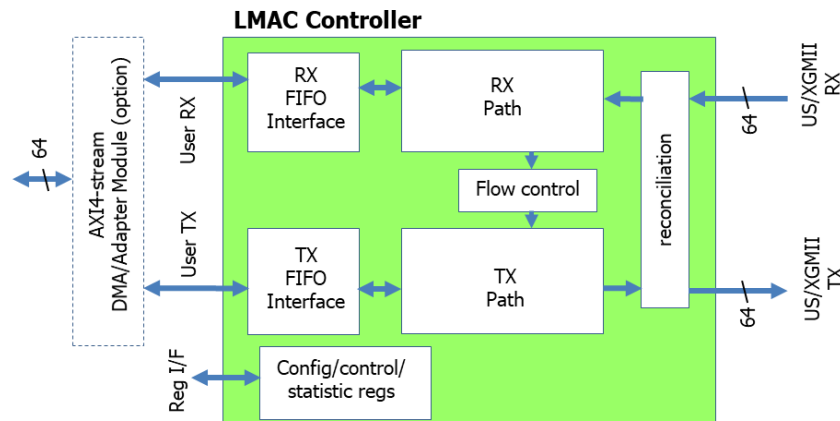 LMAC Controller
64
AXI4-stream
DMA/Adapter Module (option)
User RX
User TX
RX
FIFO
Interface
RX
Path
Flow control
TX
FIFO
Interface
TX
Path
reconciliation
64
US/XGMII
RX
64
US/XGMII
TX
Reg I/F
Config/control/
statistic regs